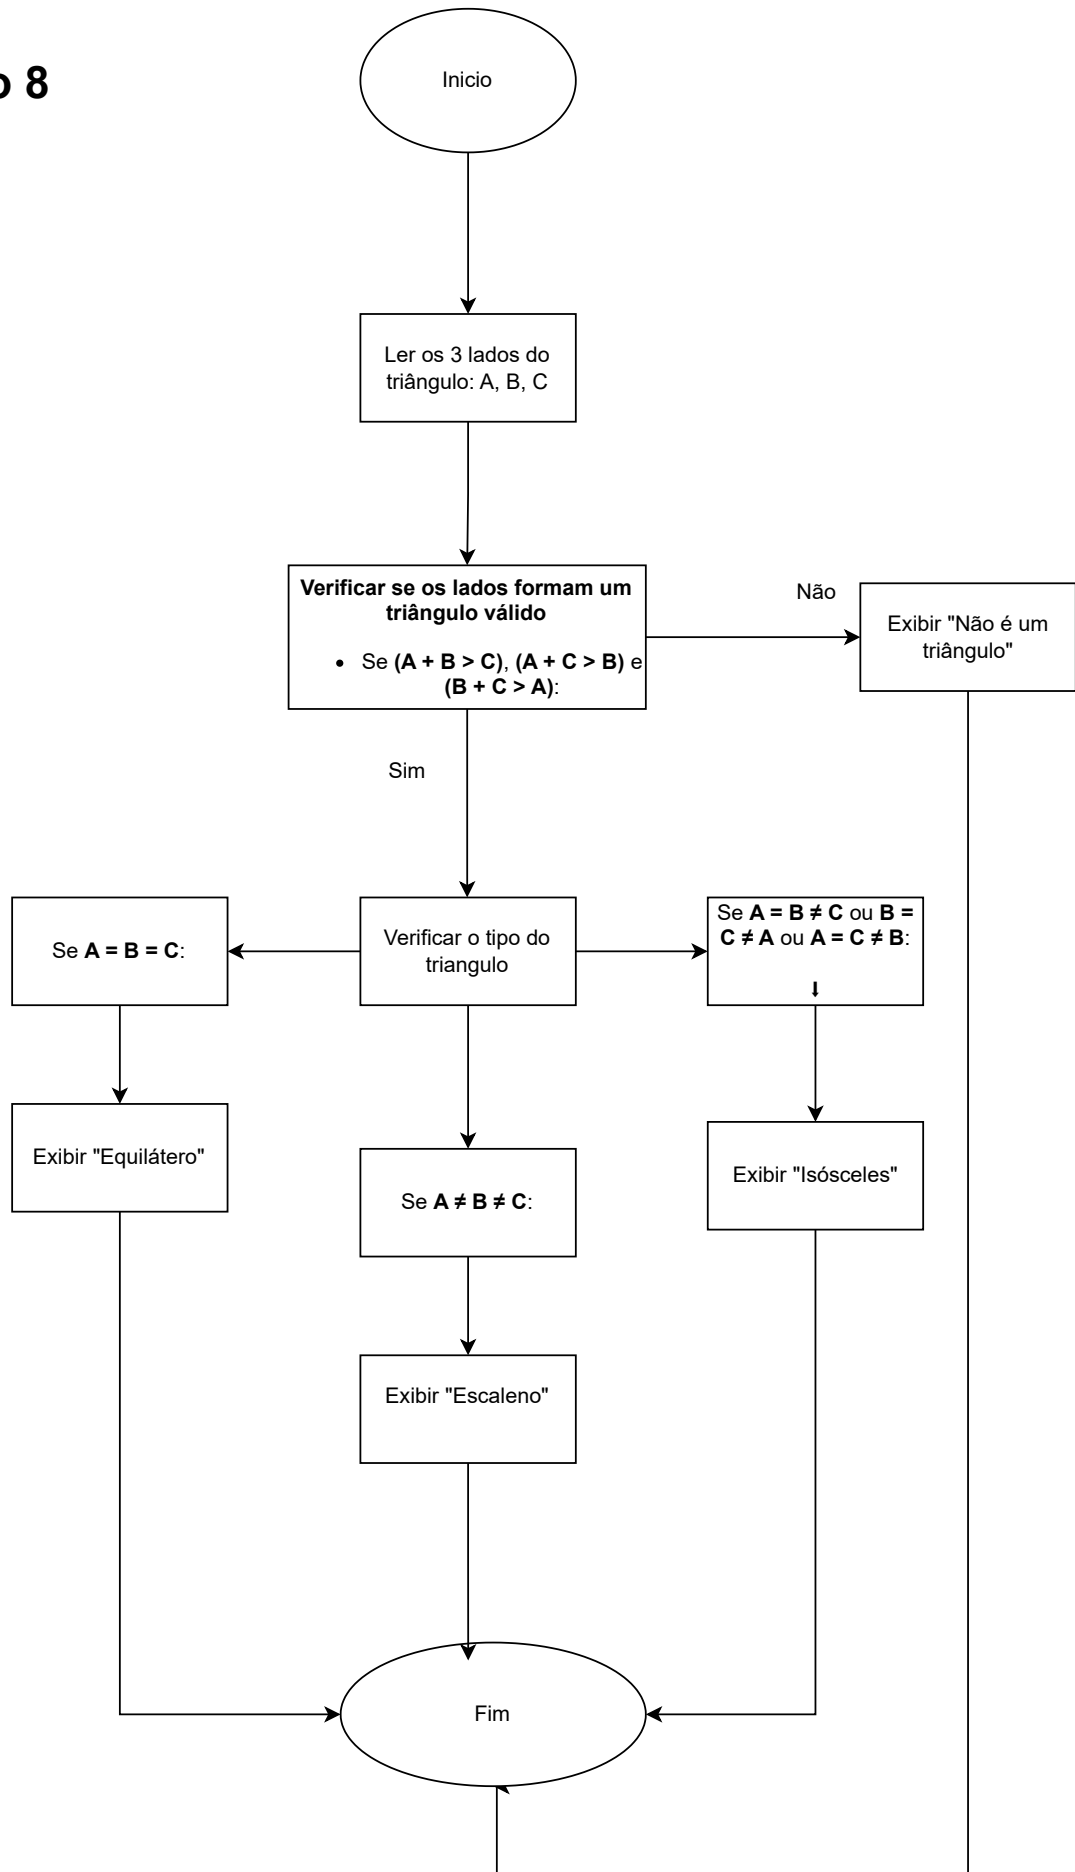 o 8
Inicio
Ler os 3 lados do
triângulo: A, B, C
Verificar se os lados formam um
triângulo válido
• Se (A + B > C), (A + C > B) e
(B + C > A):
Não
Exibir "Não é um
triângulo"
Sim
Se A = B = C:
Verificar o tipo do
triangulo
Se A = B ≠ C ou B =
C ≠ A ou A = C ≠ B:
⬇
Exibir "Equilátero"
Se A ≠ B ≠ C:
Exibir "Isósceles"
Exibir "Escaleno"
Fim